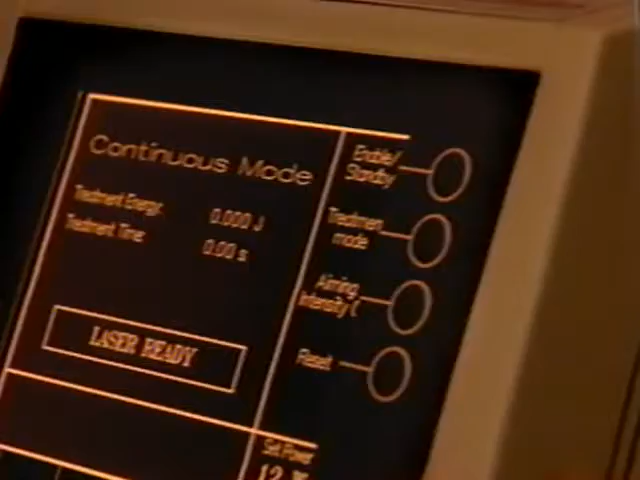 Continuous Mode
Treatment Energy: 0.000 J
Treatment Time: 0.00 s
LASER READY
Enable/
Standby
Treatment
mode
Aiming
Intensity (
Reset
Set Power
12